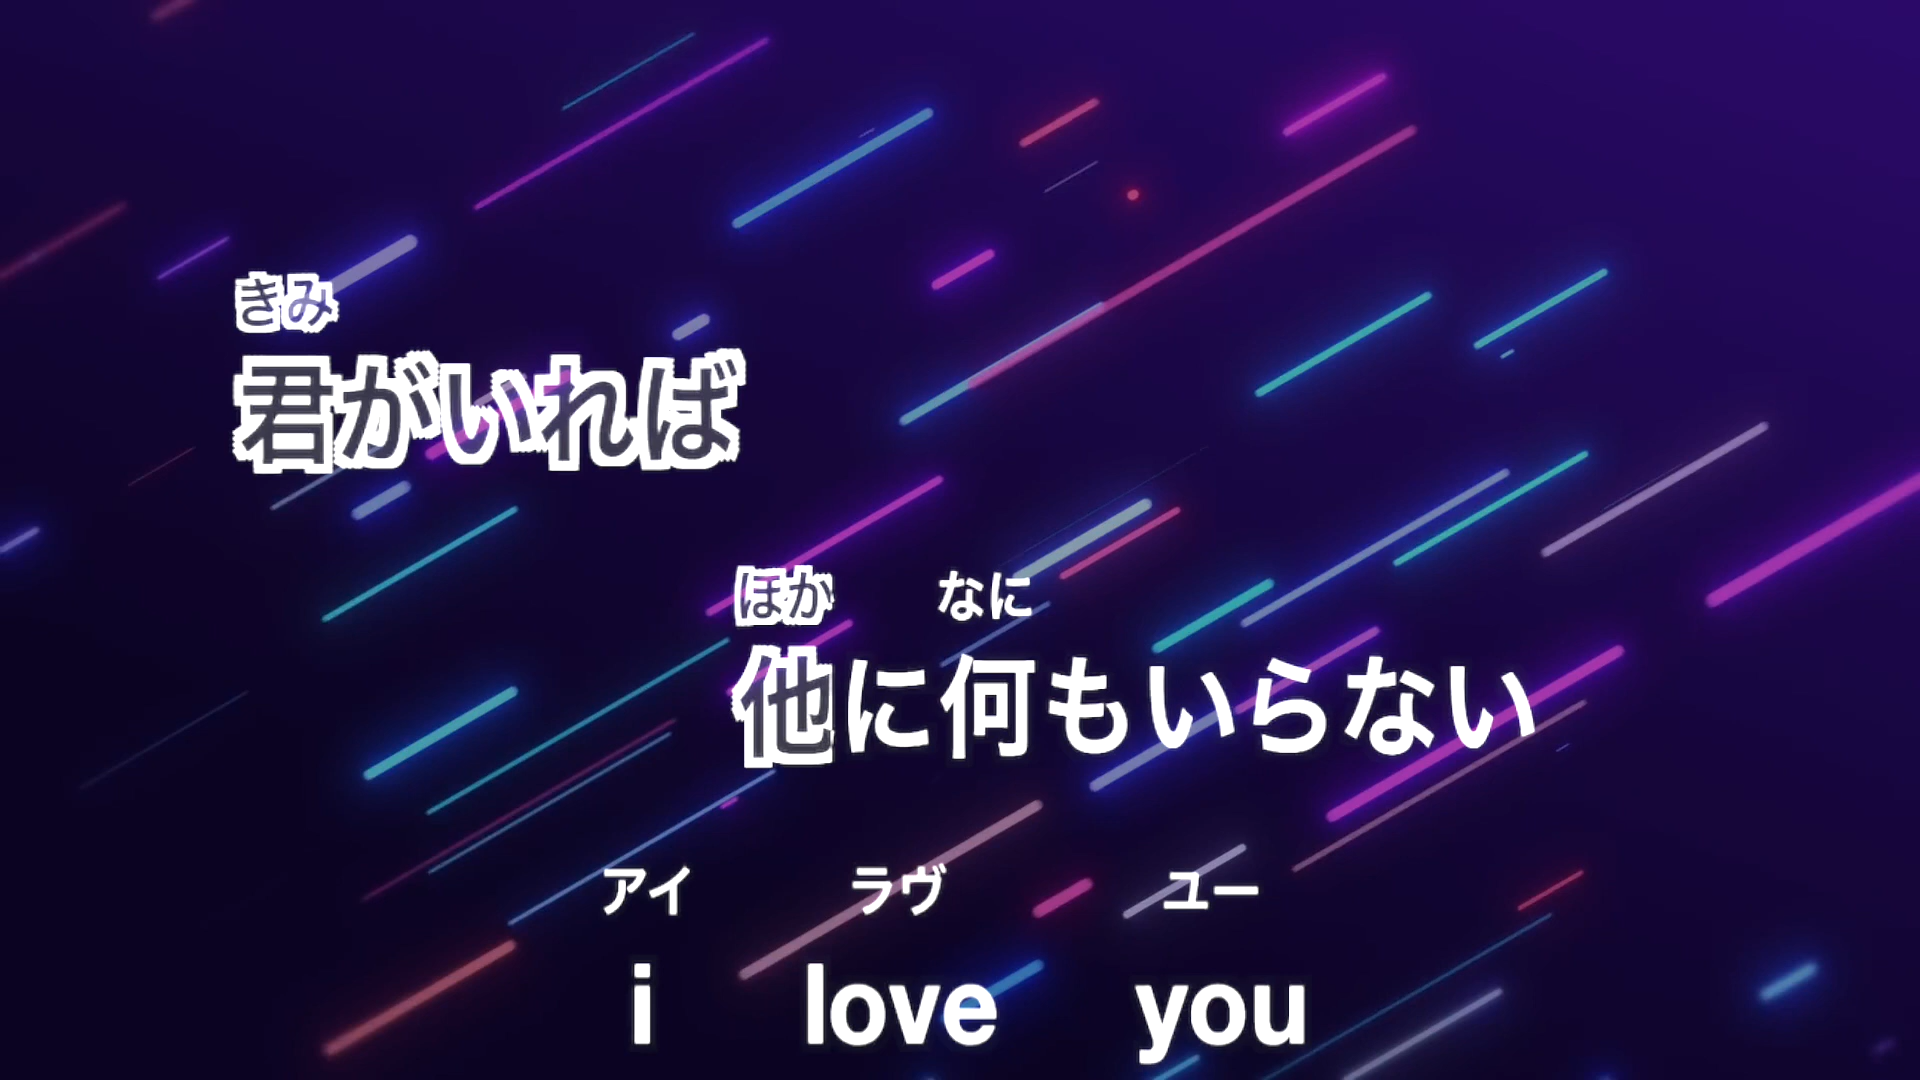 きみ
君がいれば
ほか なに
他に何もいらない
アイ ラヴ ユー
i love you